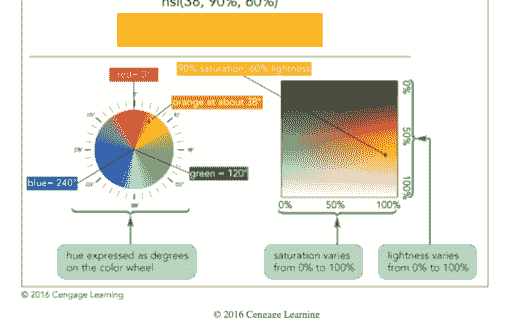 hsl(38, 90%, 60%)
90% saturation, 60% lightness
red= 0°
orange at about 38°
green = 120°
blue= 240°
0%
50%
100%
0%
50%
100%
hue expressed as degrees
on the color wheel
saturation varies
from 0% to 100%
lightness varies
from 0% to 100%
© 2016 Cengage Learning
© 2016 Cengage Learning